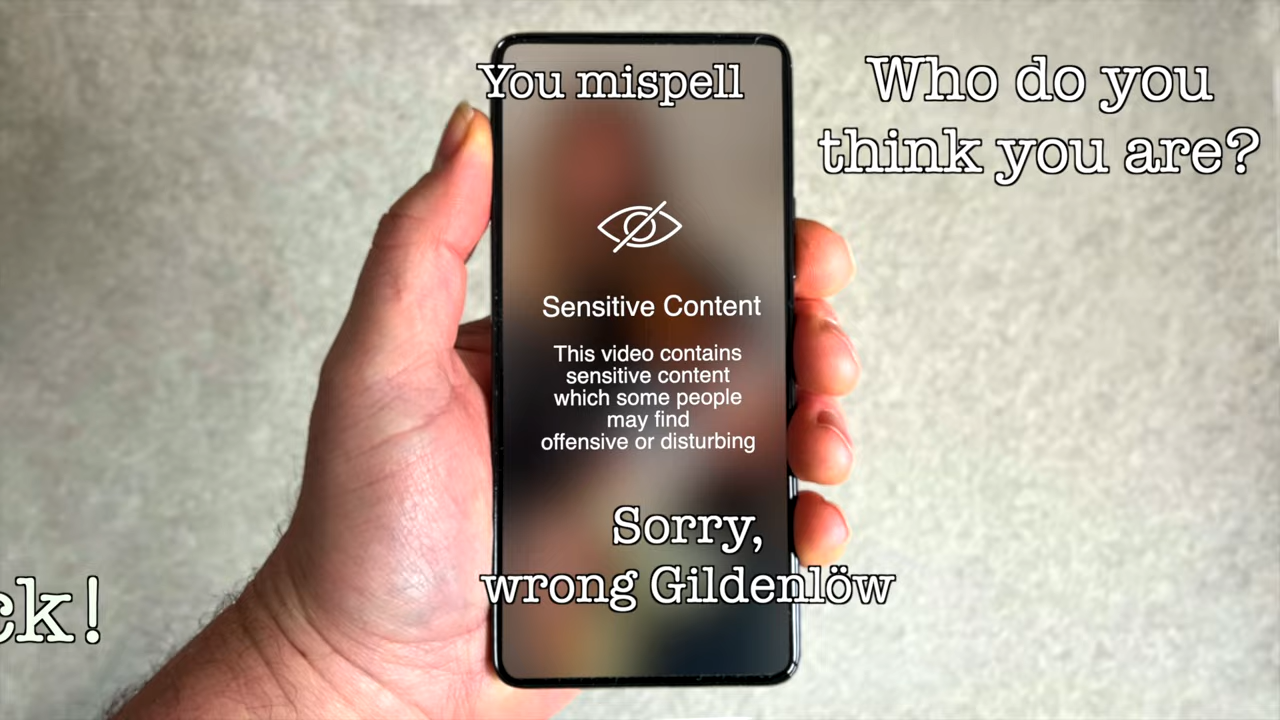 You mispell
Who do you
think you are?
Sensitive Content
This video contains
sensitive content
which some people
may find
offensive or disturbing
Sorry,
wrong Gildenlöw
ck!